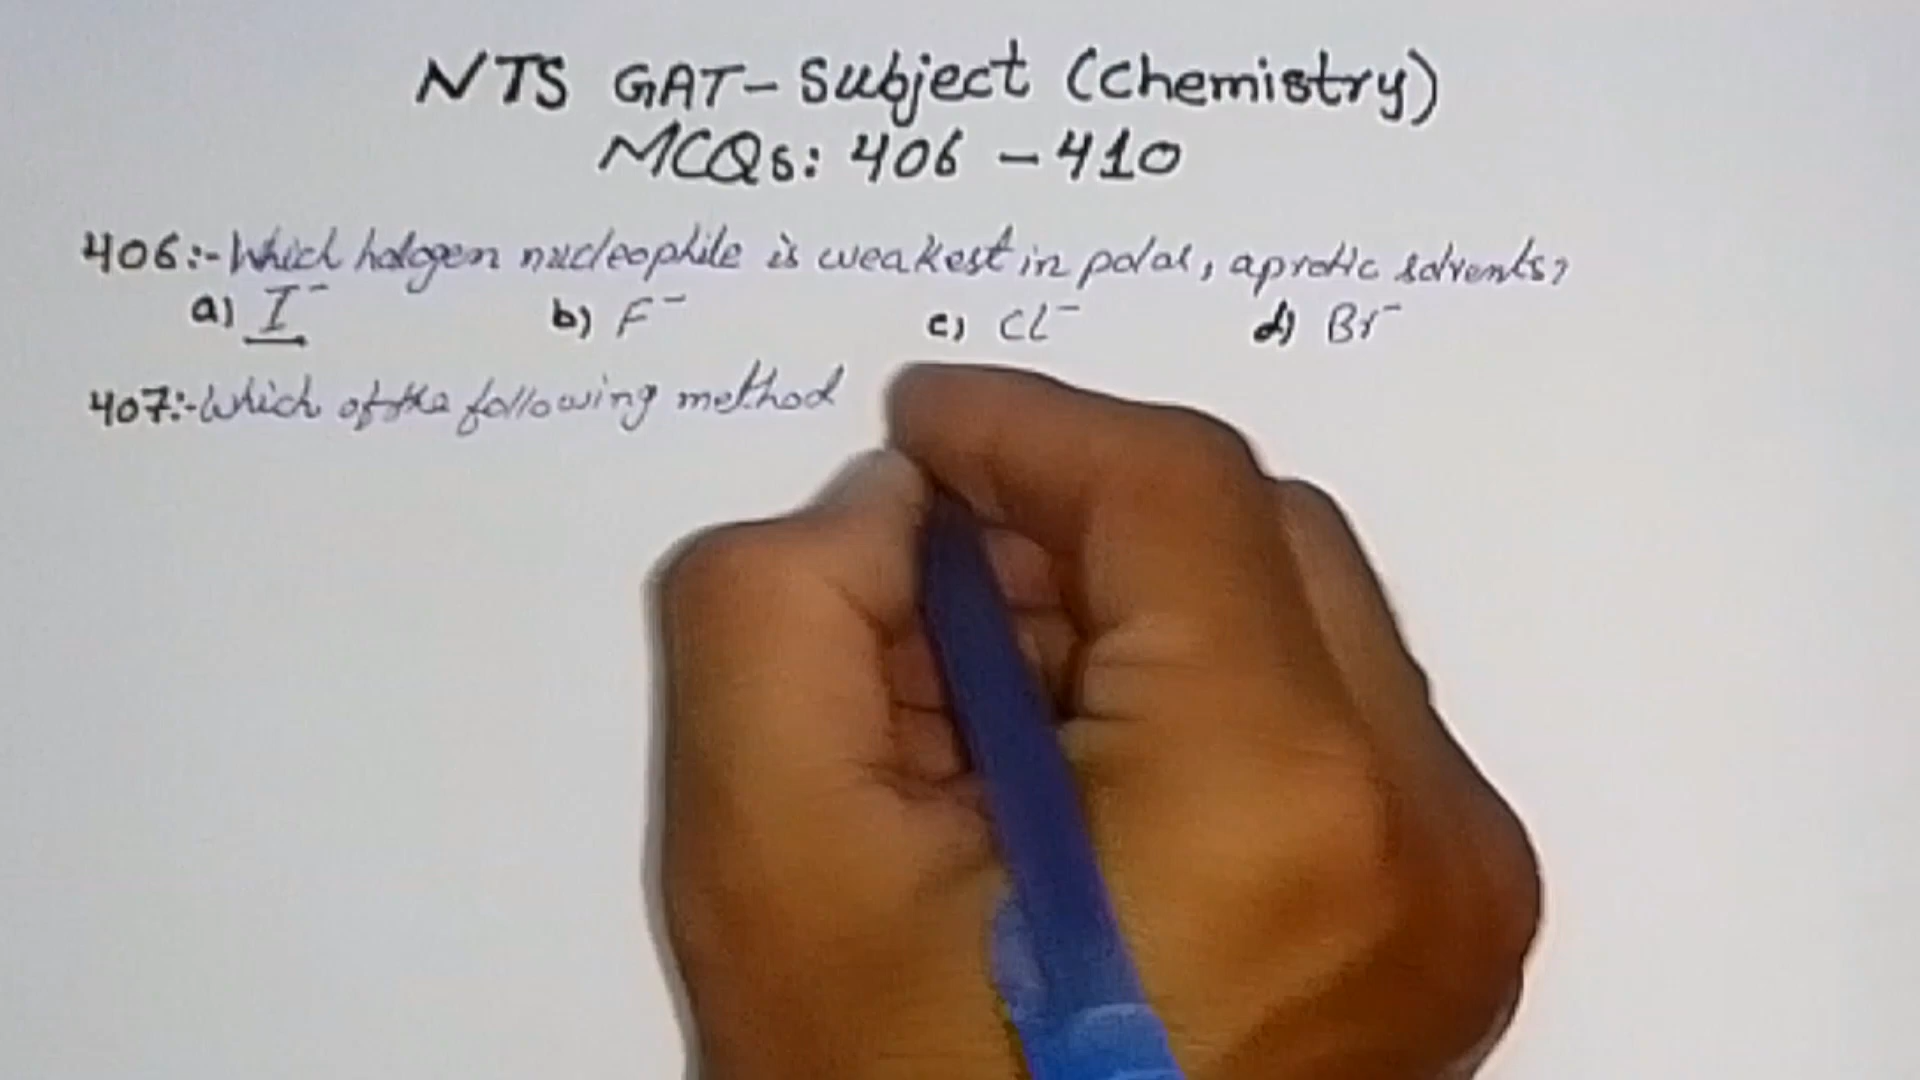 NTS GAT-Subject (Chemistry)
MCQs: 406 - 410
406:- Which halogen nucleophile is weakest in polar, aprotic solvents?
a) I⁻ b) F⁻ c) Cl⁻ d) Br⁻
407:- Which of the following method